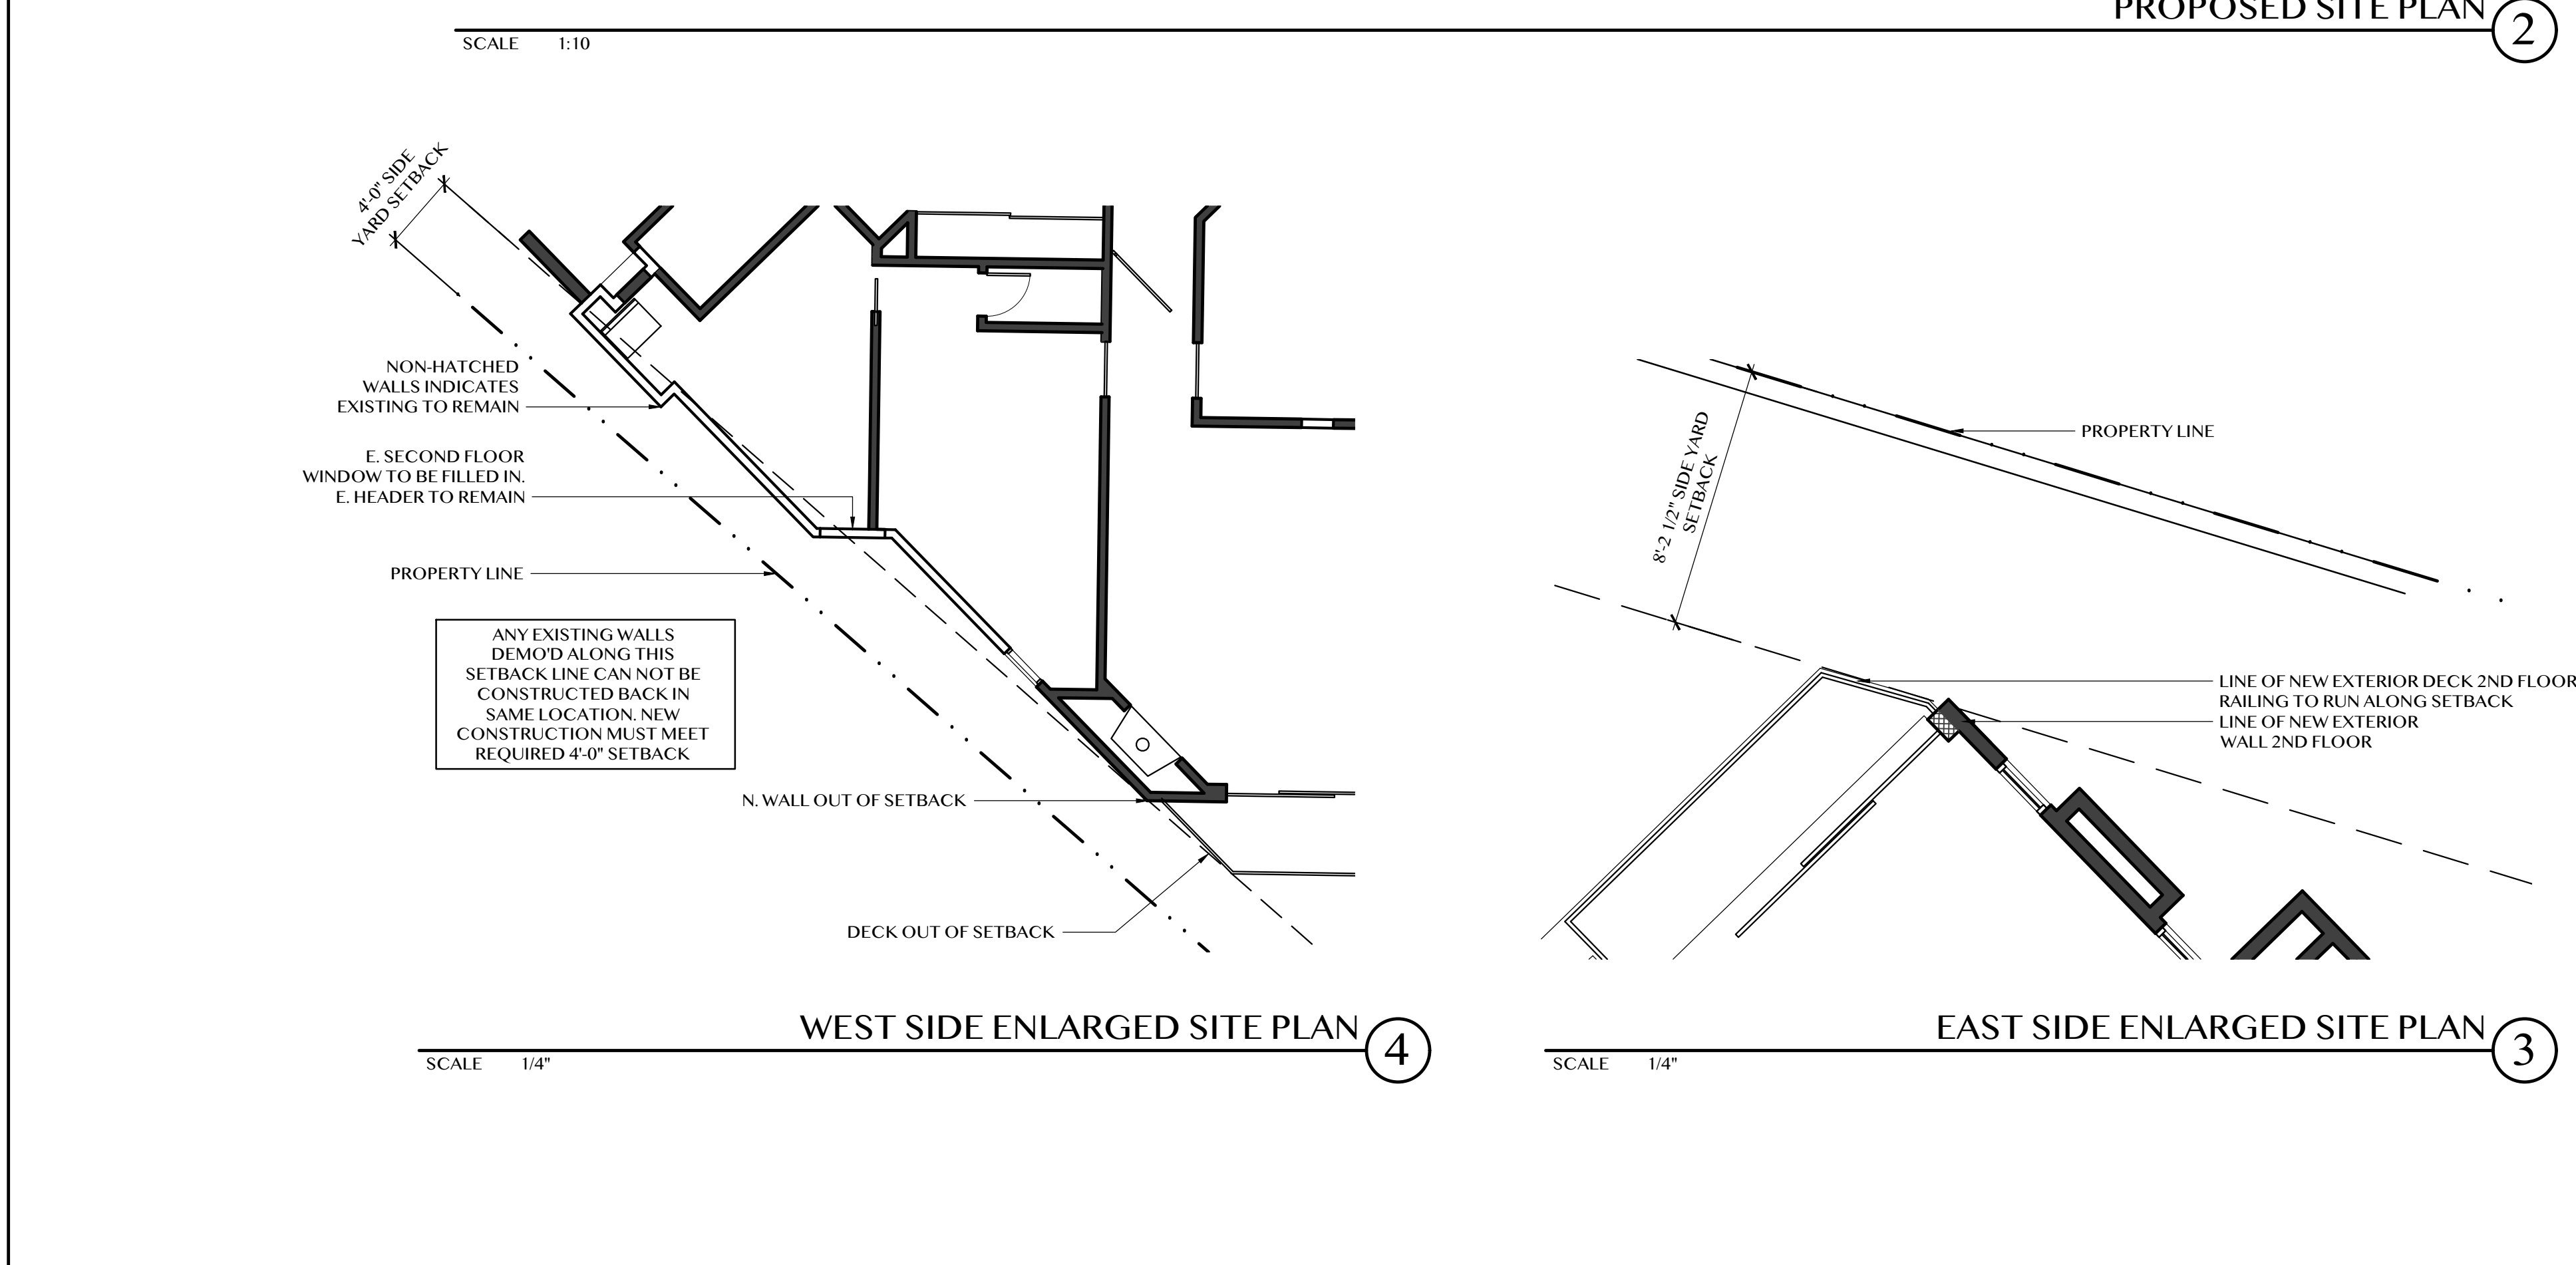 PROPOSED SITE PLAN
2
SCALE 1:10
4'-0" SIDE
YARD SETBACK
NON-HATCHED
WALLS INDICATES
EXISTING TO REMAIN
E. SECOND FLOOR
WINDOW TO BE FILLED IN.
E. HEADER TO REMAIN
PROPERTY LINE
ANY EXISTING WALLS
DEMO'D ALONG THIS
SETBACK LINE CAN NOT BE
CONSTRUCTED BACK IN
SAME LOCATION. NEW
CONSTRUCTION MUST MEET
REQUIRED 4'-0" SETBACK
N. WALL OUT OF SETBACK
DECK OUT OF SETBACK
WEST SIDE ENLARGED SITE PLAN
4
SCALE 1/4"
8'-2 1/2" SIDE YARD
SETBACK
PROPERTY LINE
LINE OF NEW EXTERIOR DECK 2ND FLOOR
RAILING TO RUN ALONG SETBACK
LINE OF NEW EXTERIOR
WALL 2ND FLOOR
EAST SIDE ENLARGED SITE PLAN
3
SCALE 1/4"